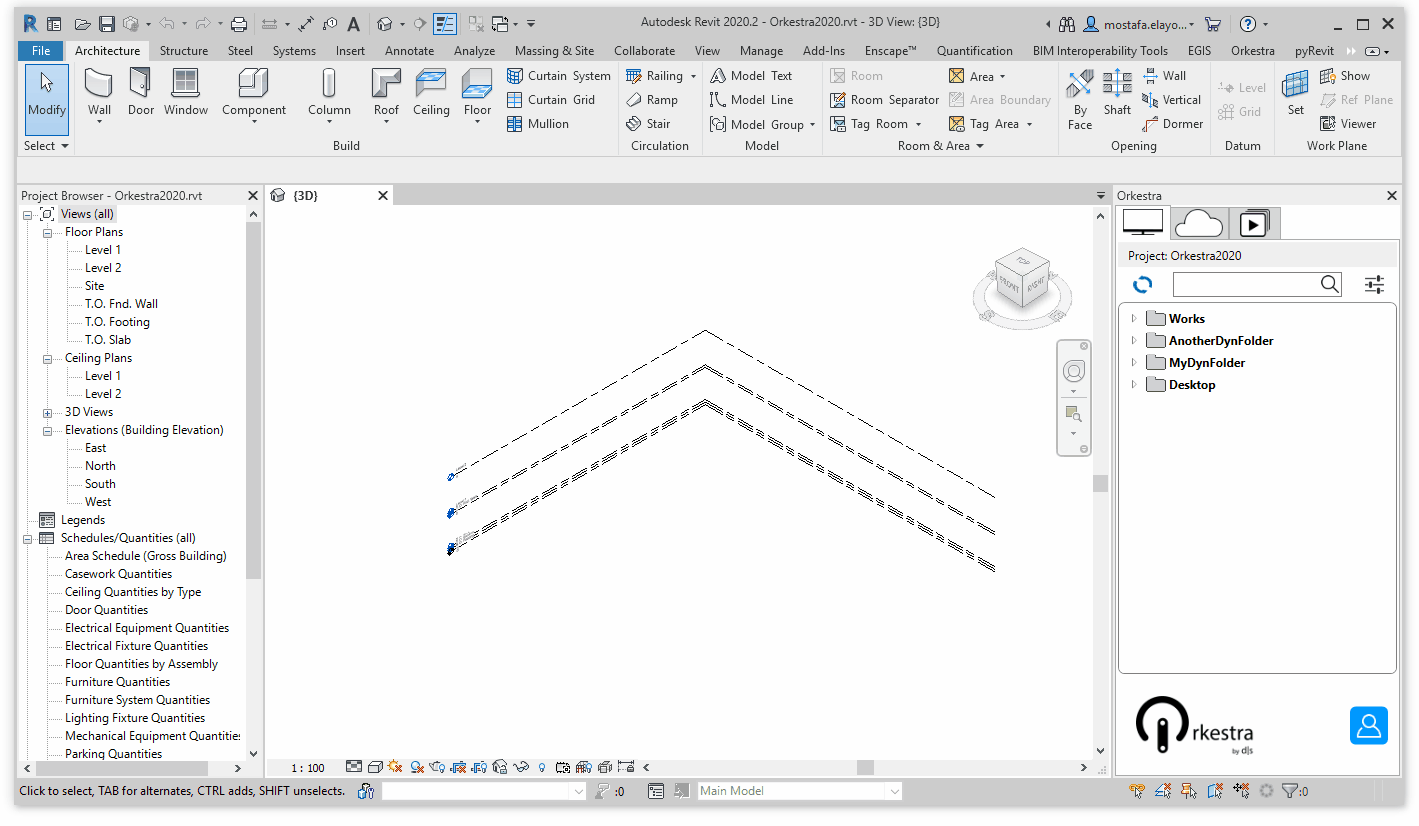 Autodesk Revit 2020.2 - Orkestra2020.rvt - 3D View: {3D}
mostafa.elayo...
File Architecture Structure Steel Systems Insert Annotate Analyze Massing & Site Collaborate View Manage Add-Ins Enscape™ Quantification BIM Interoperability Tools EGIS Orkestra pyRevit
Modify
Wall Door Window Component Column Roof Ceiling Floor
Curtain System
Curtain Grid
Mullion
Railing
Ramp
Stair
Model Text
Model Line
Model Group
Room
Room Separator
Tag Room
Area
Area Boundary
Tag Area
By Face
Shaft
Wall
Vertical
Dormer
Level
Grid
Set
Show
Ref Plane
Viewer
Select Build Circulation Model Room & Area Opening Datum Work Plane
Project Browser - Orkestra2020.rvt
Views (all)
Floor Plans
Level 1
Level 2
Site
T.O. Fnd. Wall
T.O. Footing
T.O. Slab
Ceiling Plans
Level 1
Level 2
3D Views
Elevations (Building Elevation)
East
North
South
West
Legends
Schedules/Quantities (all)
Area Schedule (Gross Building)
Casework Quantities
Ceiling Quantities by Type
Door Quantities
Electrical Equipment Quantities
Electrical Fixture Quantities
Floor Quantities by Assembly
Furniture Quantities
Furniture System Quantities
Lighting Fixture Quantities
Mechanical Equipment Quantities
Parking Quantities
{3D}
TOP
FRONT
RIGHT
1 : 100
Orkestra
Project: Orkestra2020
Works
AnotherDynFolder
MyDynFolder
Desktop
rkestra
by d|s
Click to select, TAB for alternates, CTRL adds, SHIFT unselects.
:0
Main Model
:0